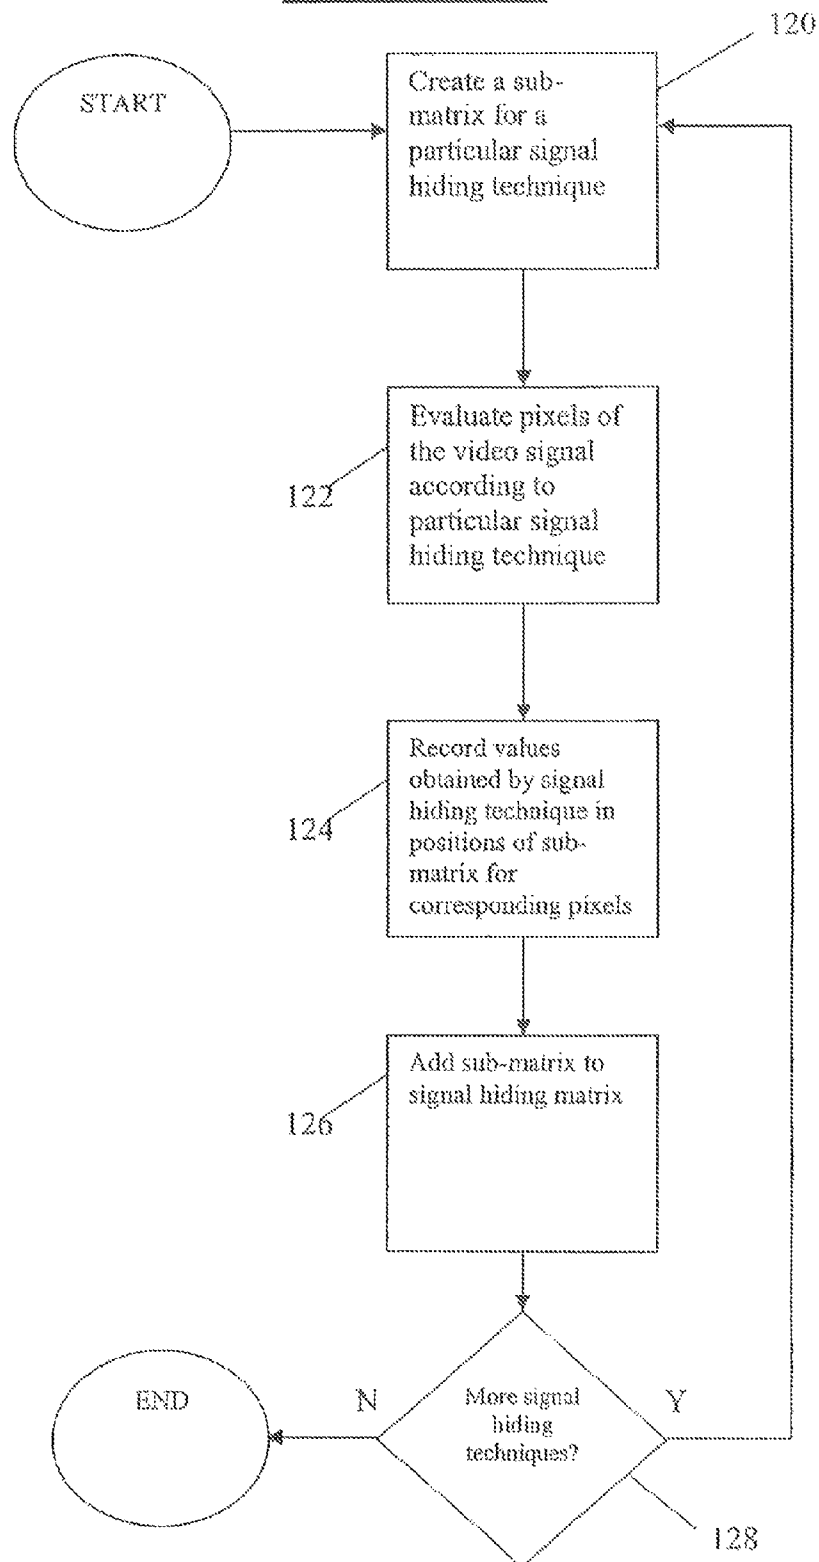 120
START
Create a sub-
matrix for a
particular signal
hiding technique
Evaluate pixels of
the video signal
according to
particular signal
hiding technique
122
Record values
obtained by signal
hiding technique in
positions of sub-
matrix for
corresponding pixels
124
Add sub-matrix to
signal hiding matrix
126
END
N
More signal
hiding
techniques?
Y
128